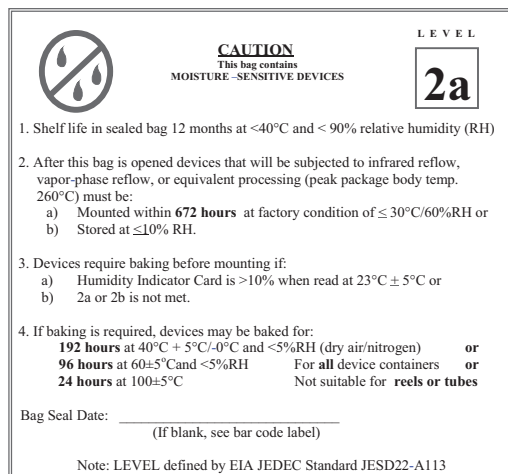 L E V E L
CAUTION
This bag contains
MOISTURE –SENSITIVE DEVICES
2a
1. Shelf life in sealed bag 12 months at <40°C and < 90% relative humidity (RH)
2. After this bag is opened devices that will be subjected to infrared reflow,
vapor-phase reflow, or equivalent processing (peak package body temp.
260°C) must be:
a) Mounted within 672 hours at factory condition of ≤ 30°C/60%RH or
b) Stored at ≤10% RH.
3. Devices require baking before mounting if:
a) Humidity Indicator Card is >10% when read at 23°C ± 5°C or
b) 2a or 2b is not met.
4. If baking is required, devices may be baked for:
192 hours at 40°C + 5°C/-0°C and <5%RH (dry air/nitrogen) or
96 hours at 60±5°Cand <5%RH For all device containers or
24 hours at 100±5°C Not suitable for reels or tubes
Bag Seal Date: ______________________________
(If blank, see bar code label)
Note: LEVEL defined by EIA JEDEC Standard JESD22-A113